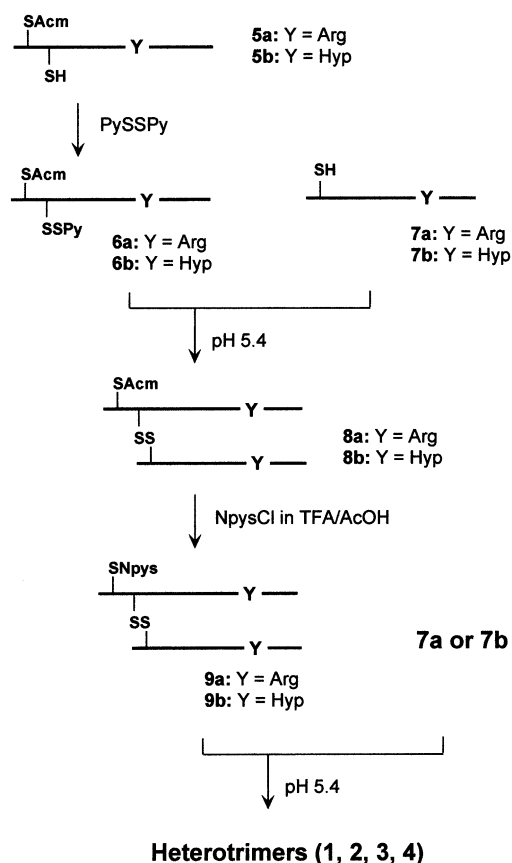 SAcm
Y
SH
5a: Y = Arg
5b: Y = Hyp
PySSPy
SAcm
Y
SSPy
6a: Y = Arg
6b: Y = Hyp
SH
Y
7a: Y = Arg
7b: Y = Hyp
pH 5.4
SAcm
Y
SS
Y
8a: Y = Arg
8b: Y = Hyp
NpysCl in TFA/AcOH
SNpys
Y
SS
Y
9a: Y = Arg
9b: Y = Hyp
7a or 7b
pH 5.4
Heterotrimers (1, 2, 3, 4)